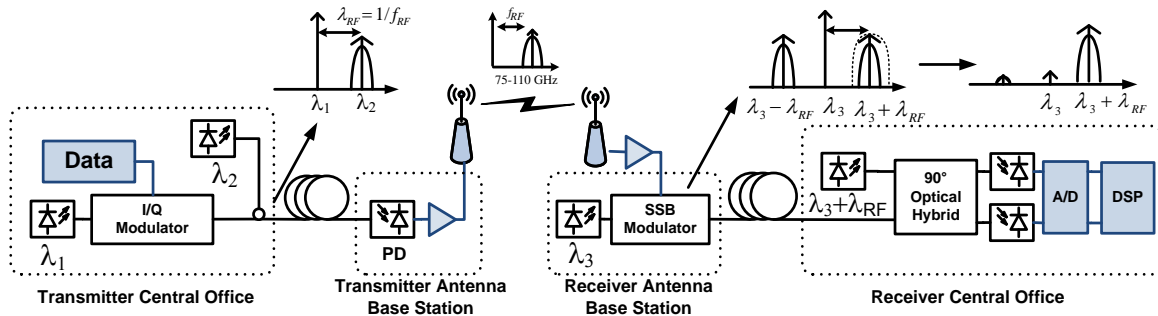 λRF = 1/fRF
λ1
λ2
fRF
75-110 GHz
λ3 − λRF
λ3
λ3 + λRF
λ3
λ3 + λRF
Data
λ2
I/Q
Modulator
λ1
PD
SSB
Modulator
λ3
λ3+λRF
90°
Optical
Hybrid
A/D
DSP
Transmitter Central Office
Transmitter Antenna
Base Station
Receiver Antenna
Base Station
Receiver Central Office